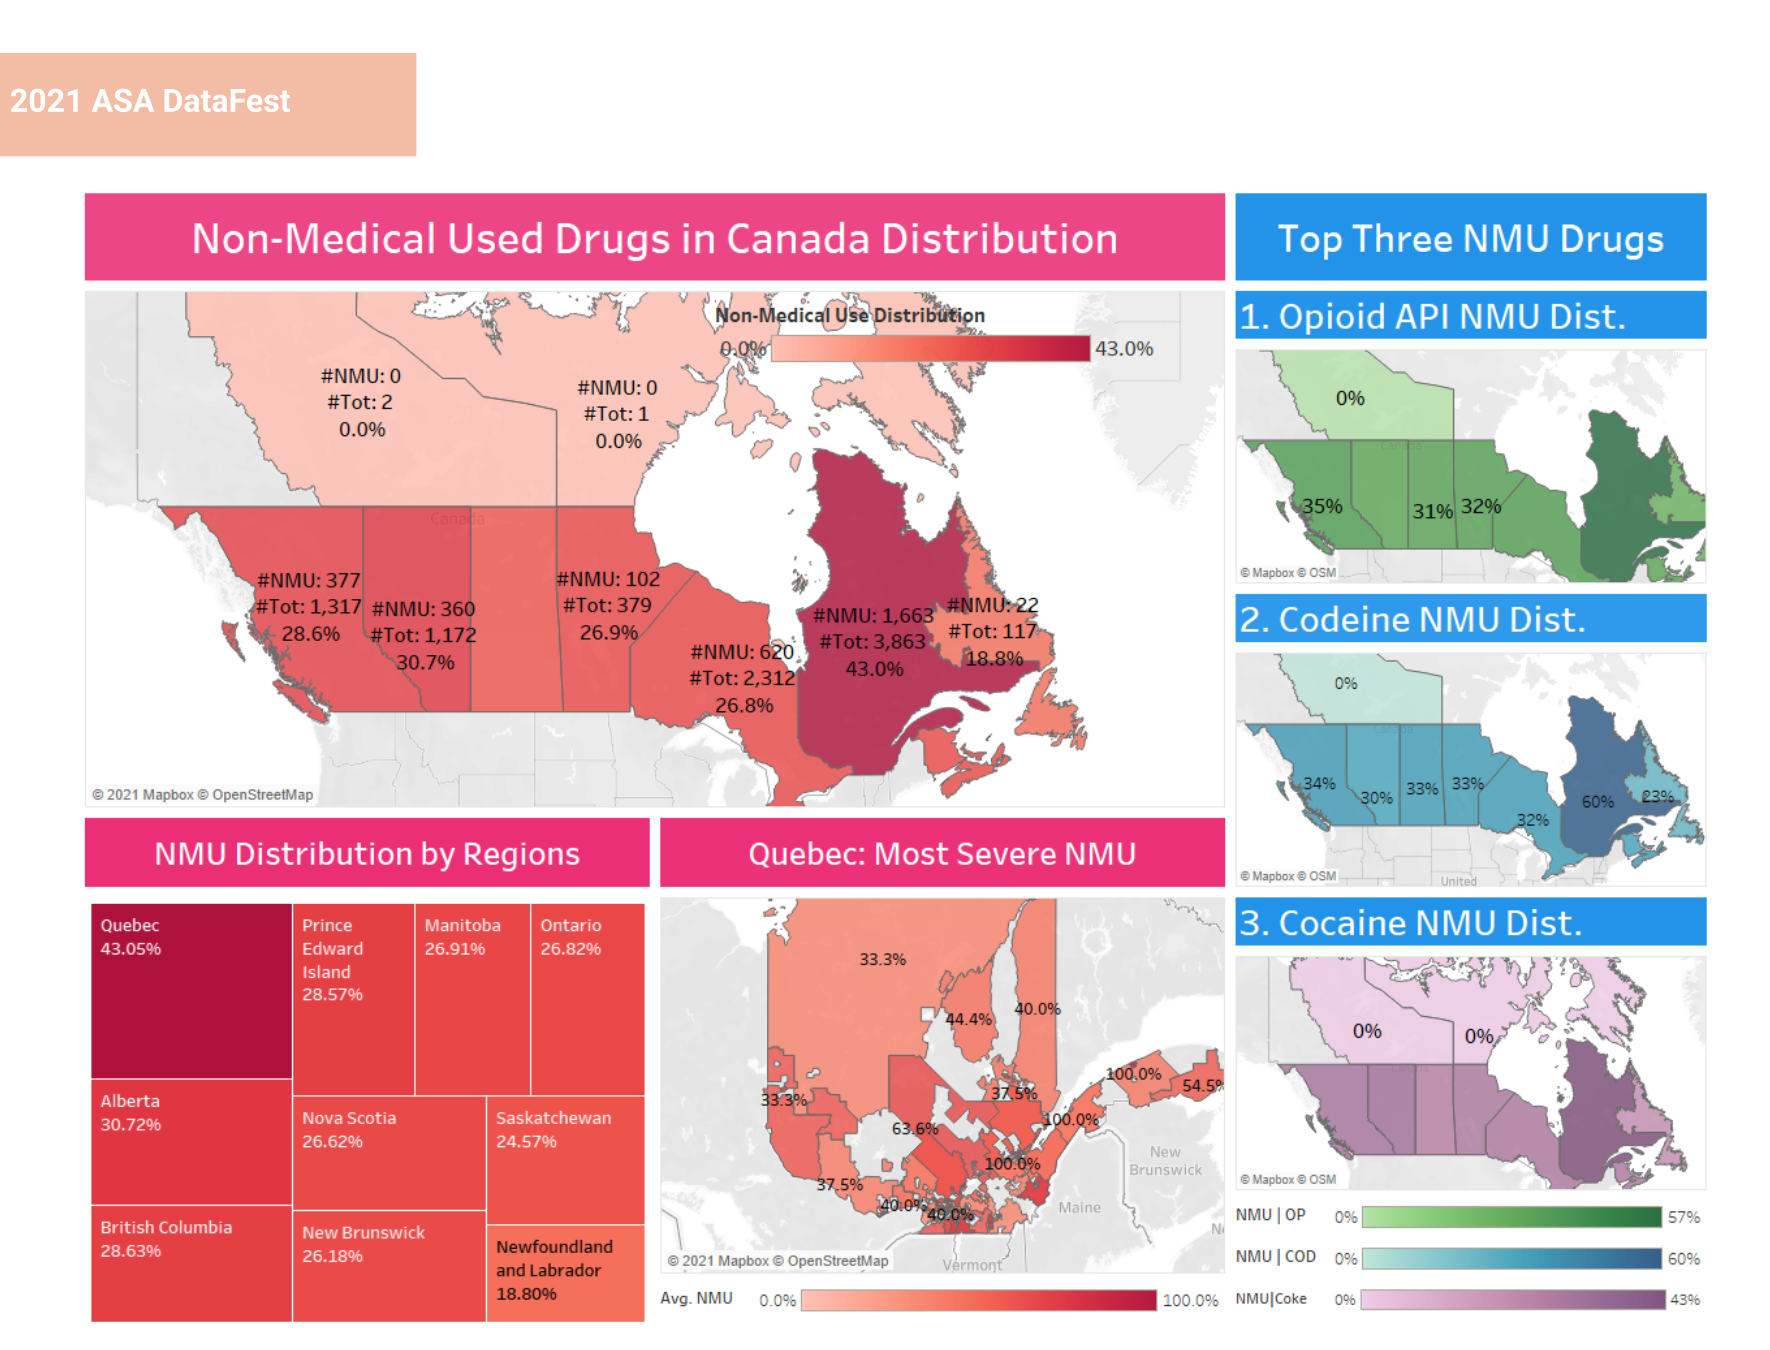 2021 ASA DataFest
Non-Medical Used Drugs in Canada Distribution
Non-Medical Use Distribution
0.0%
43.0%
#NMU: 0
#Tot: 2
0.0%
#NMU: 0
#Tot: 1
0.0%
Canada
#NMU: 377
#Tot: 1,317
28.6%
#NMU: 360
#Tot: 1,172
30.7%
#NMU: 102
#Tot: 379
26.9%
#NMU: 620
#Tot: 2,312
26.8%
#NMU: 1,663
#Tot: 3,863
43.0%
#NMU: 22
#Tot: 117
18.8%
© 2021 Mapbox © OpenStreetMap
NMU Distribution by Regions
Quebec
43.05%
Prince
Edward
Island
28.57%
Manitoba
26.91%
Ontario
26.82%
Alberta
30.72%
Nova Scotia
26.62%
Saskatchewan
24.57%
British Columbia
28.63%
New Brunswick
26.18%
Newfoundland
and Labrador
18.80%
Quebec: Most Severe NMU
33.3%
44.4%
40.0%
33.3%
37.5%
100.0%
54.5%
63.6%
100.0%
100.0%
37.5%
40.0%
40.0%
New
Brunswick
Maine
Vermont
© 2021 Mapbox © OpenStreetMap
Avg. NMU
0.0%
100.0%
Top Three NMU Drugs
1. Opioid API NMU Dist.
0%
Canada
35%
31%
32%
© Mapbox © OSM
2. Codeine NMU Dist.
0%
Canada
34%
30%
33%
33%
32%
60%
23%
United
© Mapbox © OSM
3. Cocaine NMU Dist.
0%
0%
Canada
© Mapbox © OSM
NMU | OP
0%
57%
NMU | COD
0%
60%
NMU|Coke
0%
43%